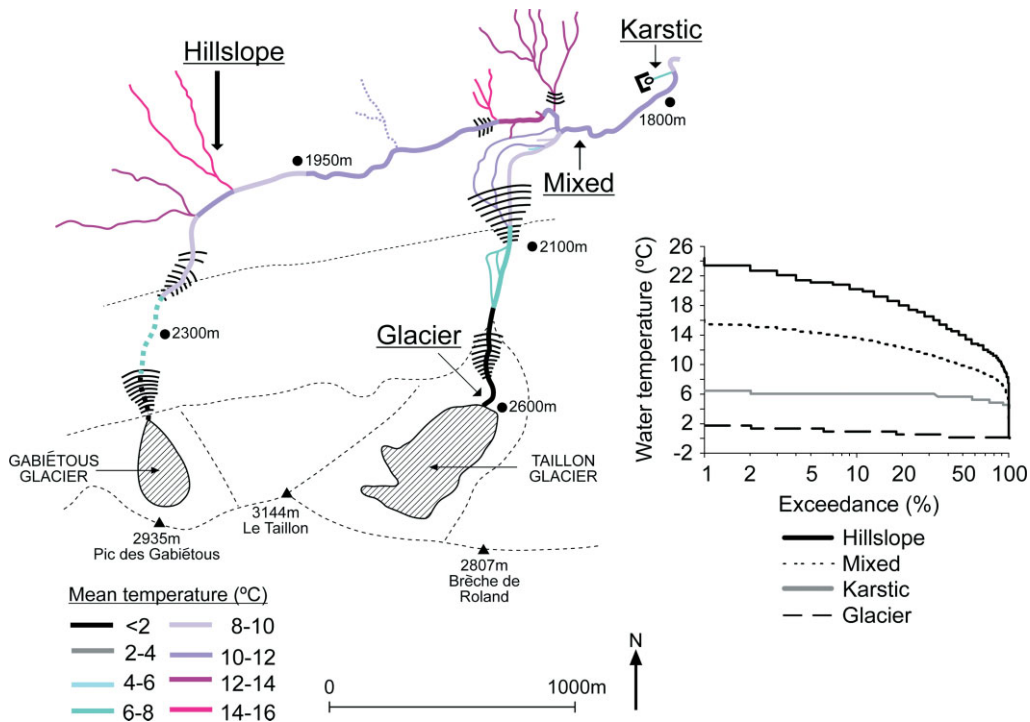 Hillslope
Karstic
1800m
1950m
Mixed
2100m
2300m
Glacier
2600m
GABIÉTOUS
GLACIER
TAILLON
GLACIER
3144m
Le Taillon
2935m
Pic des Gabiétous
2807m
Brèche de
Roland
Mean temperature (ºC)
<2
2-4
4-6
6-8
8-10
10-12
12-14
14-16
0
1000m
N
Water temperature (ºC)
26
22
18
14
10
6
2
-2
1
2
5
10
20
50
100
Exceedance (%)
Hillslope
Mixed
Karstic
Glacier